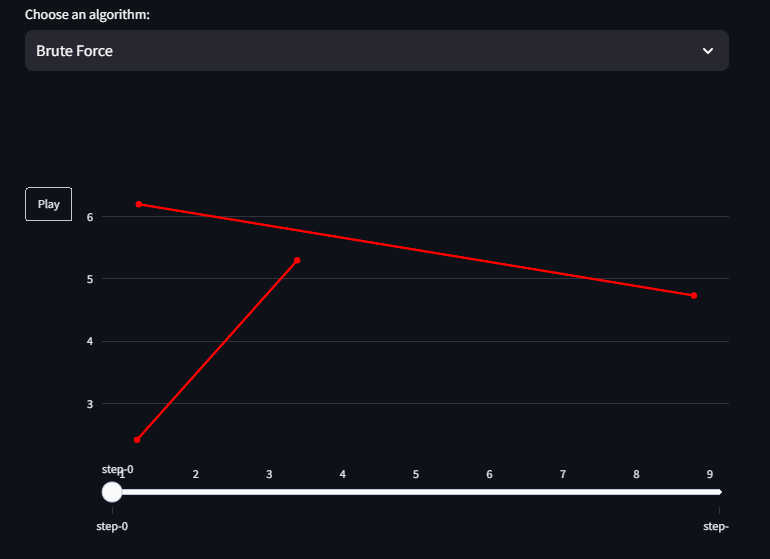 Choose an algorithm:
Brute Force
Play
6
5
4
3
step-0
1 2 3 4 5 6 7 8 9
step-0 step-